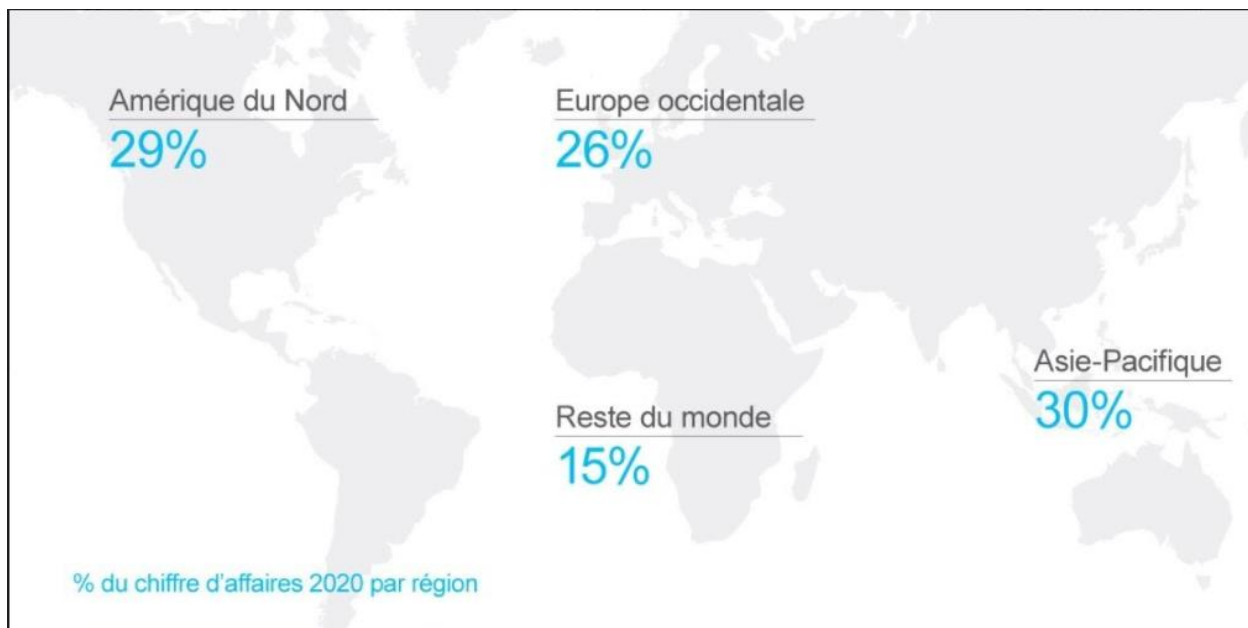 Amérique du Nord
29%
Europe occidentale
26%
Asie-Pacifique
30%
Reste du monde
15%
% du chiffre d'affaires 2020 par région